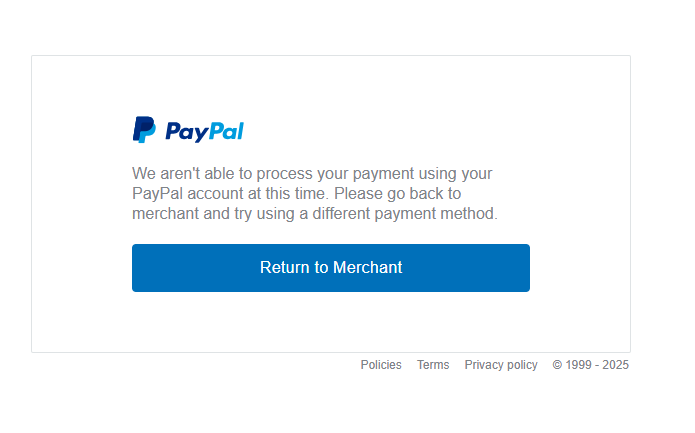 PayPal
We aren't able to process your payment using your
PayPal account at this time. Please go back to
merchant and try using a different payment method.
Return to Merchant
Policies Terms Privacy policy © 1999 - 2025